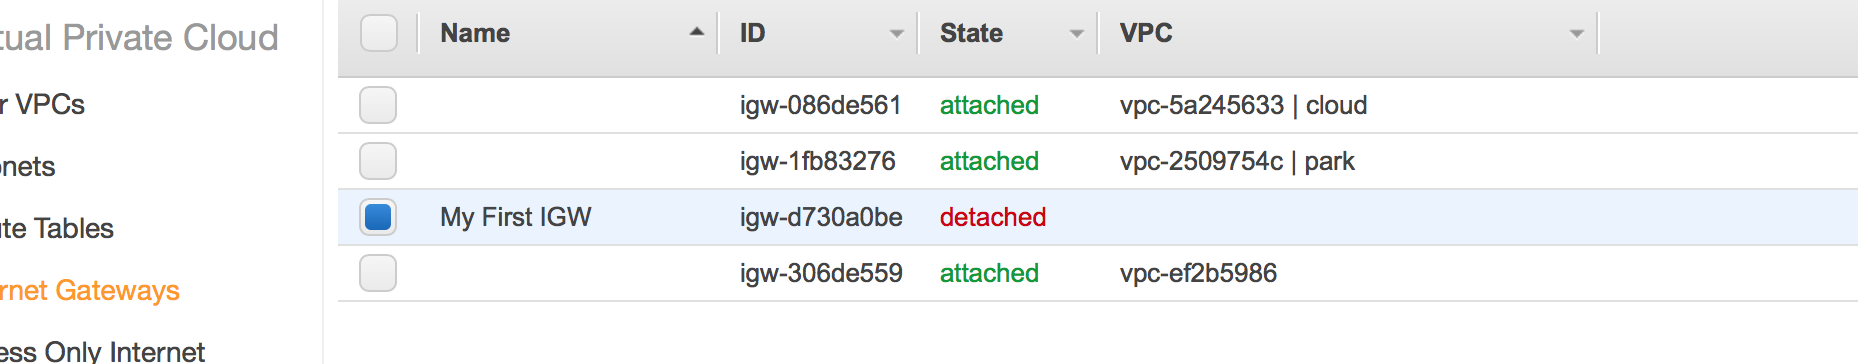 tual Private Cloud
r VPCs
nets
te Tables
rnet Gateways
ess Only Internet
Name ID State VPC
igw-086de561 attached vpc-5a245633 | cloud
igw-1fb83276 attached vpc-2509754c | park
My First IGW igw-d730a0be detached
igw-306de559 attached vpc-ef2b5986